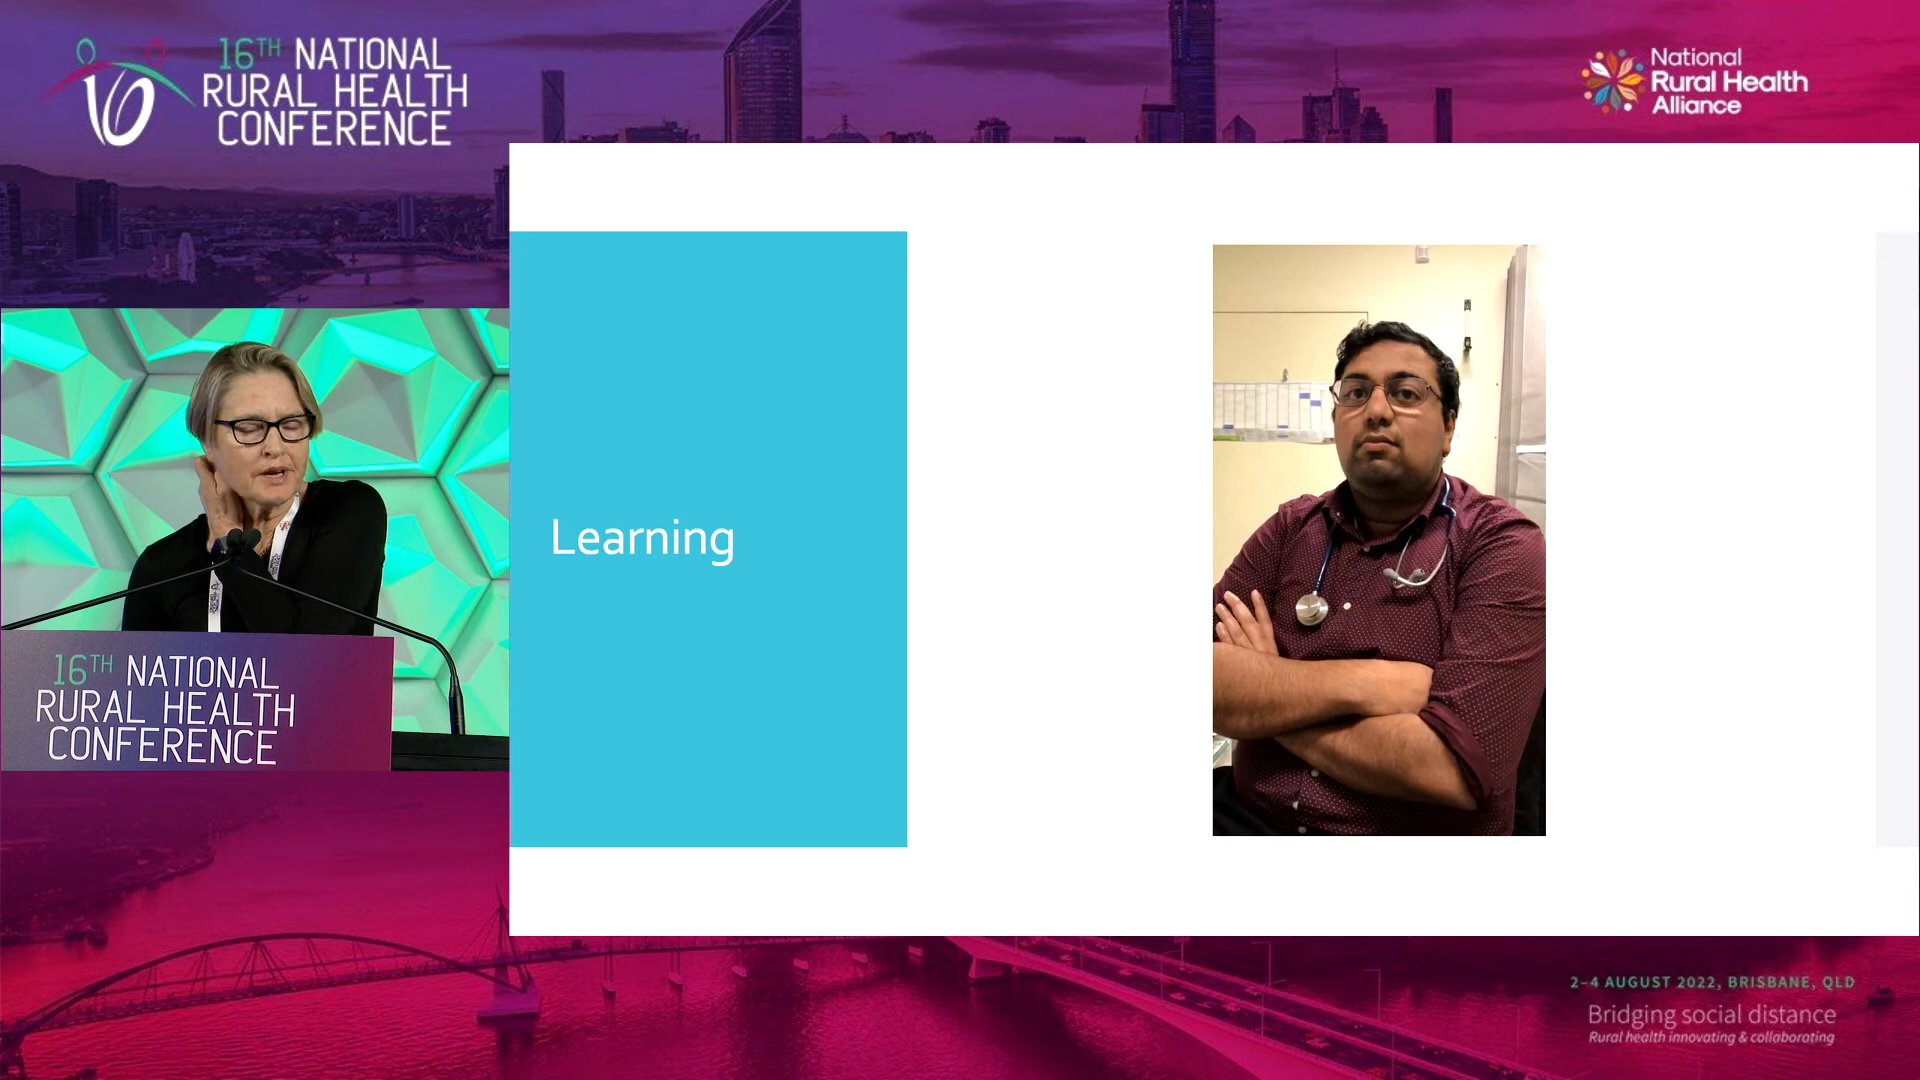 16TH NATIONAL
RURAL HEALTH
CONFERENCE
National
Rural Health
Alliance
Learning
16TH NATIONAL
RURAL HEALTH
CONFERENCE
2–4 AUGUST 2022, BRISBANE, QLD
Bridging social distance
Rural health innovating & collaborating